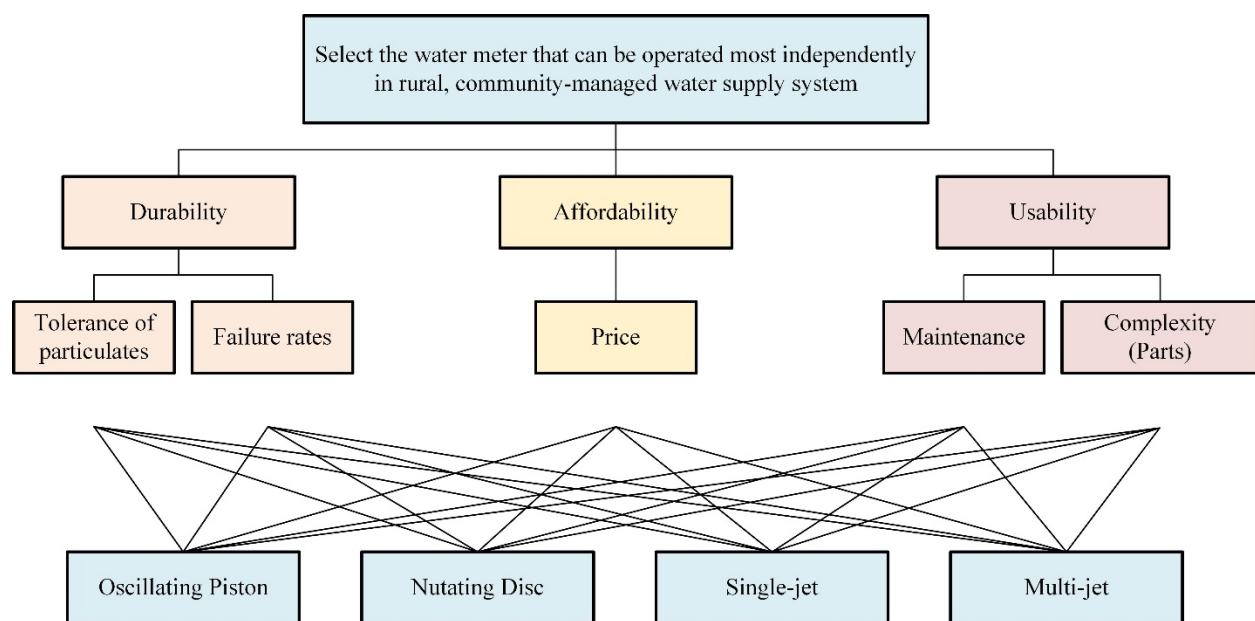 Select the water meter that can be operated most independently
in rural, community-managed water supply system
Durability
Affordability
Usability
Tolerance of
particulates
Failure rates
Price
Maintenance
Complexity
(Parts)
Oscillating Piston
Nutating Disc
Single-jet
Multi-jet